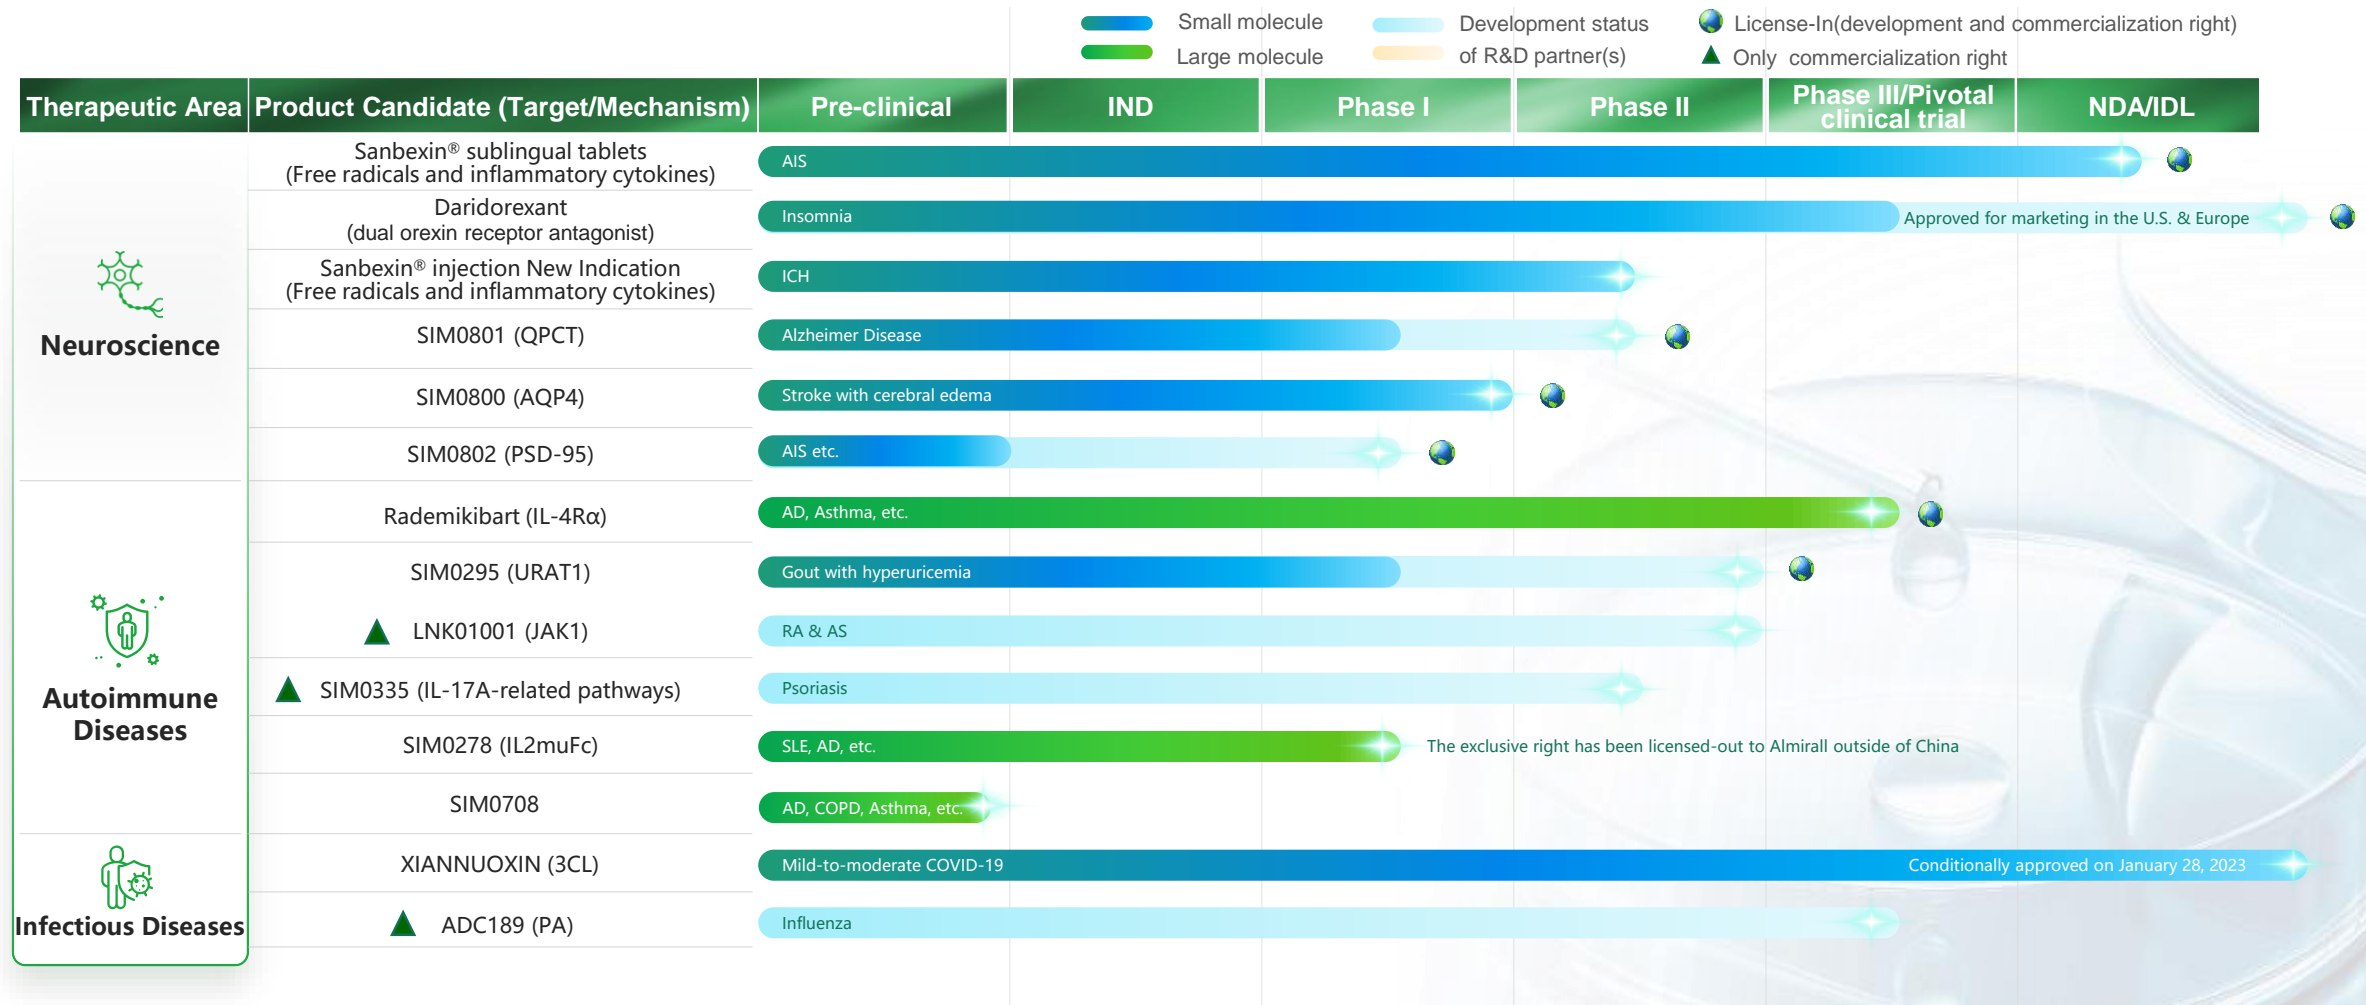 Small molecule
Development status
License-In(development and commercialization right)
Large molecule
of R&D partner(s)
Only commercialization right
Therapeutic Area
Product Candidate (Target/Mechanism)
Pre-clinical
IND
Phase I
Phase II
Phase III/Pivotal
clinical trial
NDA/IDL
Neuroscience
Sanbexin® sublingual tablets
(Free radicals and inflammatory cytokines)
AIS
Daridorexant
(dual orexin receptor antagonist)
Insomnia
Approved for marketing in the U.S. & Europe
Sanbexin® injection New Indication
(Free radicals and inflammatory cytokines)
ICH
SIM0801 (QPCT)
Alzheimer Disease
SIM0800 (AQP4)
Stroke with cerebral edema
SIM0802 (PSD-95)
AIS etc.
Autoimmune
Diseases
Rademikibart (IL-4Rα)
AD, Asthma, etc.
SIM0295 (URAT1)
Gout with hyperuricemia
LNK01001 (JAK1)
RA & AS
SIM0335 (IL-17A-related pathways)
Psoriasis
SIM0278 (IL2muFc)
SLE, AD, etc.
The exclusive right has been licensed-out to Almirall outside of China
SIM0708
AD, COPD, Asthma, etc.
Infectious Diseases
XIANNUOXIN (3CL)
Mild-to-moderate COVID-19
Conditionally approved on January 28, 2023
ADC189 (PA)
Influenza